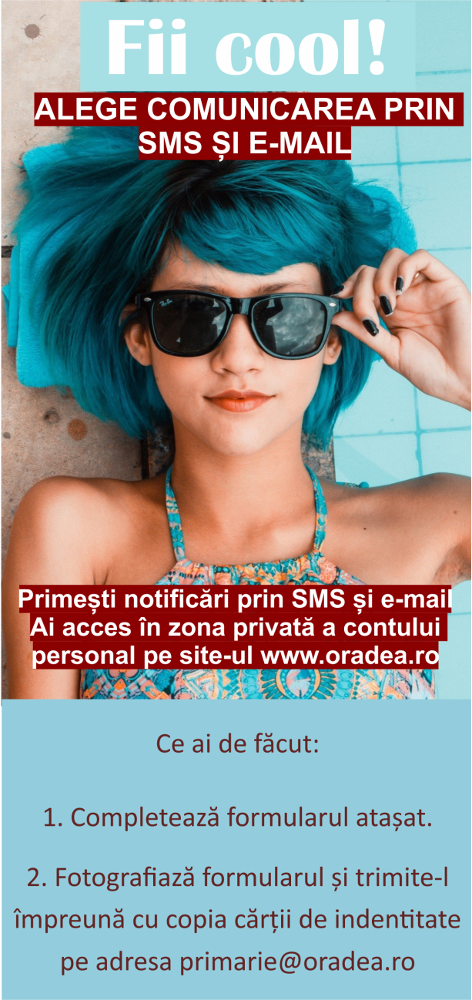 Fii cool!
ALEGE COMUNICAREA PRIN
SMS ȘI E-MAIL
Ray-Ban
Primești notificări prin SMS și e-mail
Ai acces în zona privată a contului
personal pe site-ul www.oradea.ro
Ce ai de făcut:
1. Completează formularul atașat.
2. Fotografiază formularul și trimite-l
împreună cu copia cărții de indentitate
pe adresa primarie@oradea.ro